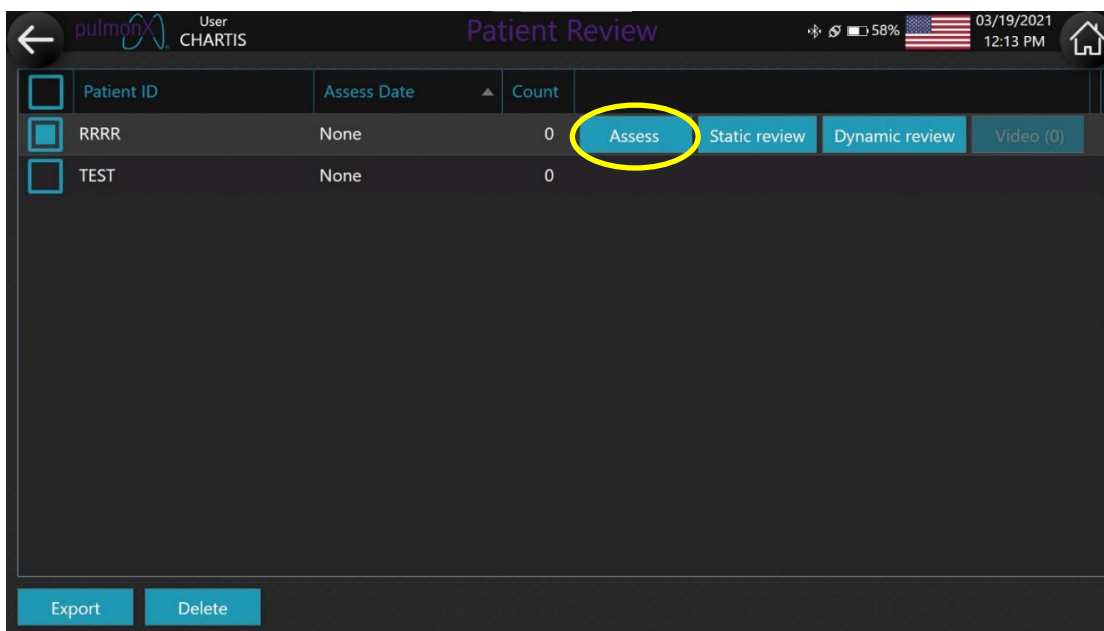 pulmonx
User
CHARTIS
Patient Review
58%
03/19/2021
12:13 PM
Patient ID Assess Date Count
RRRR None 0 Assess Static review Dynamic review Video (0)
TEST None 0
Export Delete